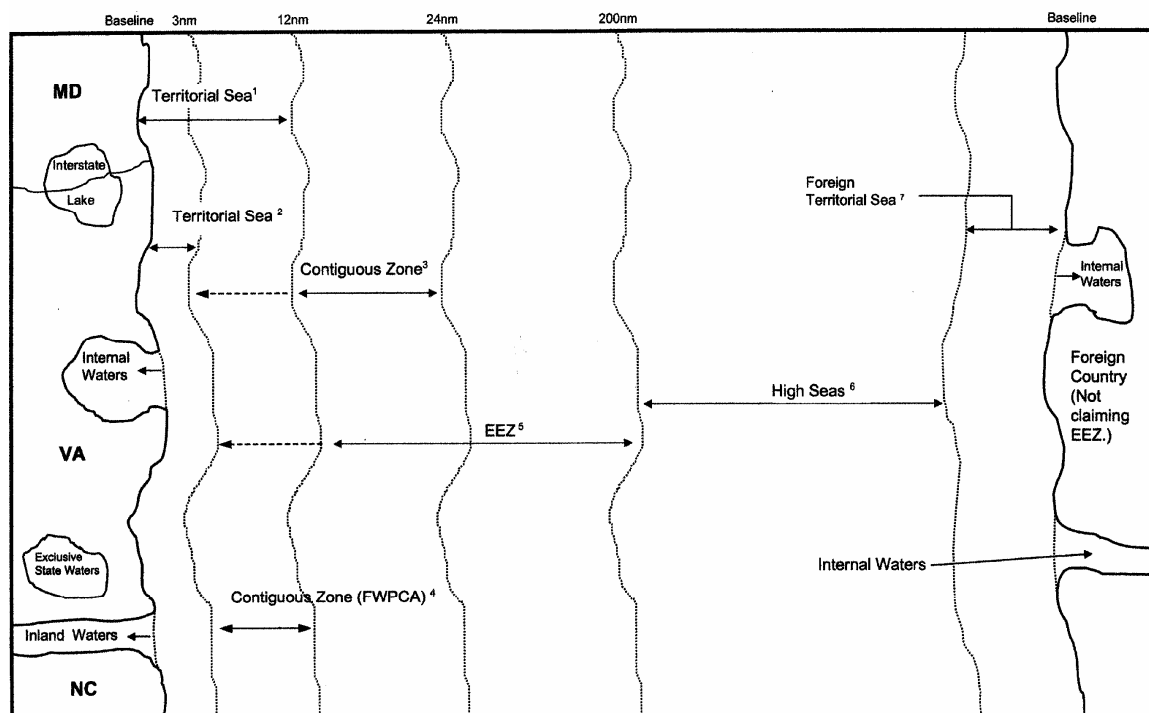 Baseline 3nm 12nm 24nm 200nm Baseline
MD
Territorial Sea¹
Interstate
Lake
Foreign
Territorial Sea ⁷
Territorial Sea ²
Contiguous Zone³
Internal
Waters
Internal
Waters
Foreign
Country
(Not
claiming
EEZ.)
High Seas ⁶
EEZ⁵
VA
Exclusive
State Waters
Internal Waters
Contiguous Zone (FWPCA) ⁴
Inland Waters
NC